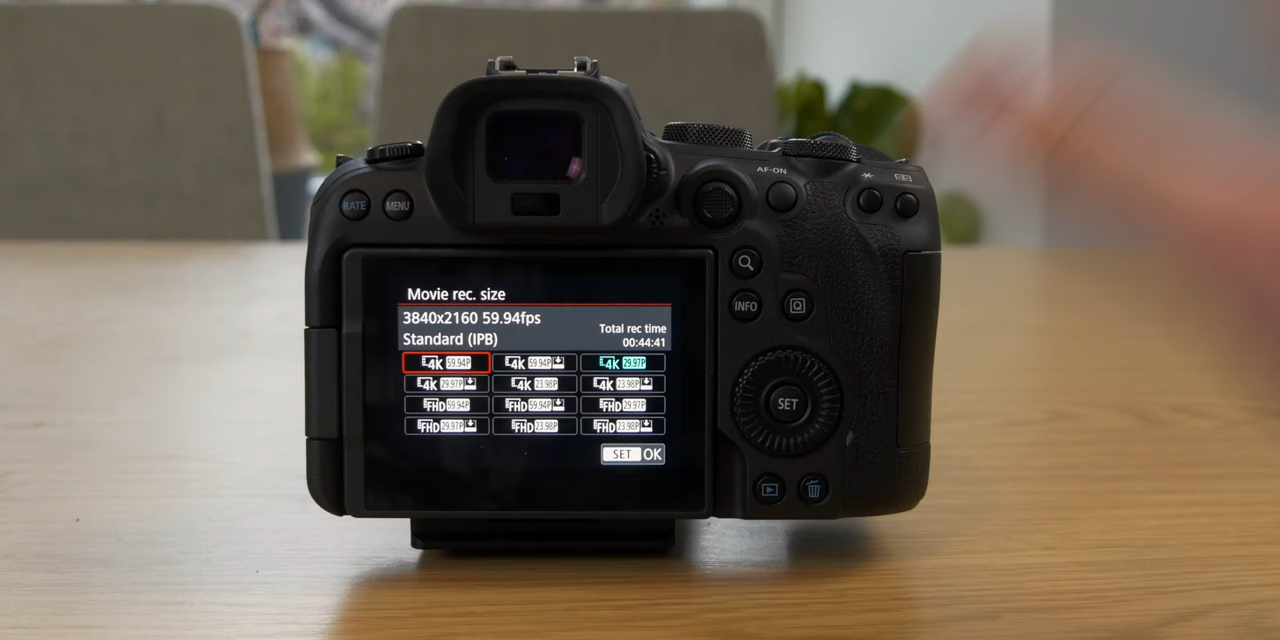 AF-ON
RATE MENU
Movie rec. size
3840x2160 59.94fps
Standard (IPB)
Total rec time
00:44:41
4K 59.94P 4K 59.94P 4K 29.97P
4K 29.97P 4K 23.98P 4K 23.98P
FHD 59.94P FHD 59.94P FHD 29.97P
FHD 29.97P FHD 23.98P FHD 23.98P
SET OK
INFO
Q
SET